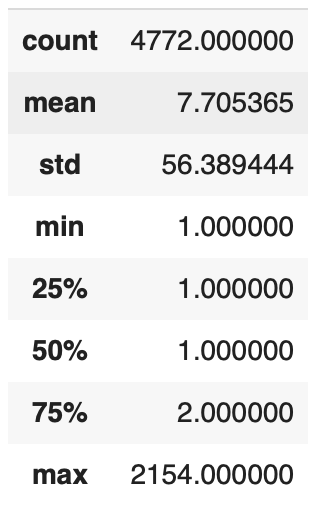 count 4772.000000
mean 7.705365
std 56.389444
min 1.000000
25% 1.000000
50% 1.000000
75% 2.000000
max 2154.000000